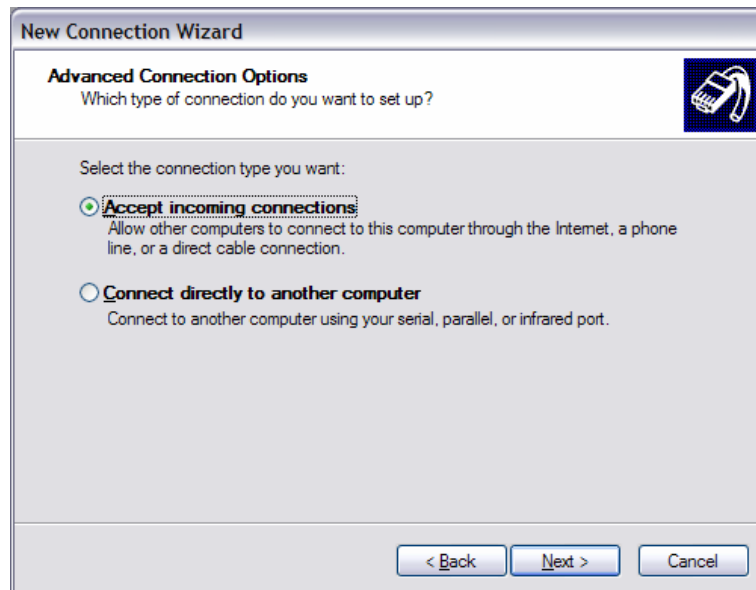 New Connection Wizard
Advanced Connection Options
Which type of connection do you want to set up?
Select the connection type you want:
Accept incoming connections
Allow other computers to connect to this computer through the Internet, a phone
line, or a direct cable connection.
Connect directly to another computer
Connect to another computer using your serial, parallel, or infrared port.
< Back Next > Cancel